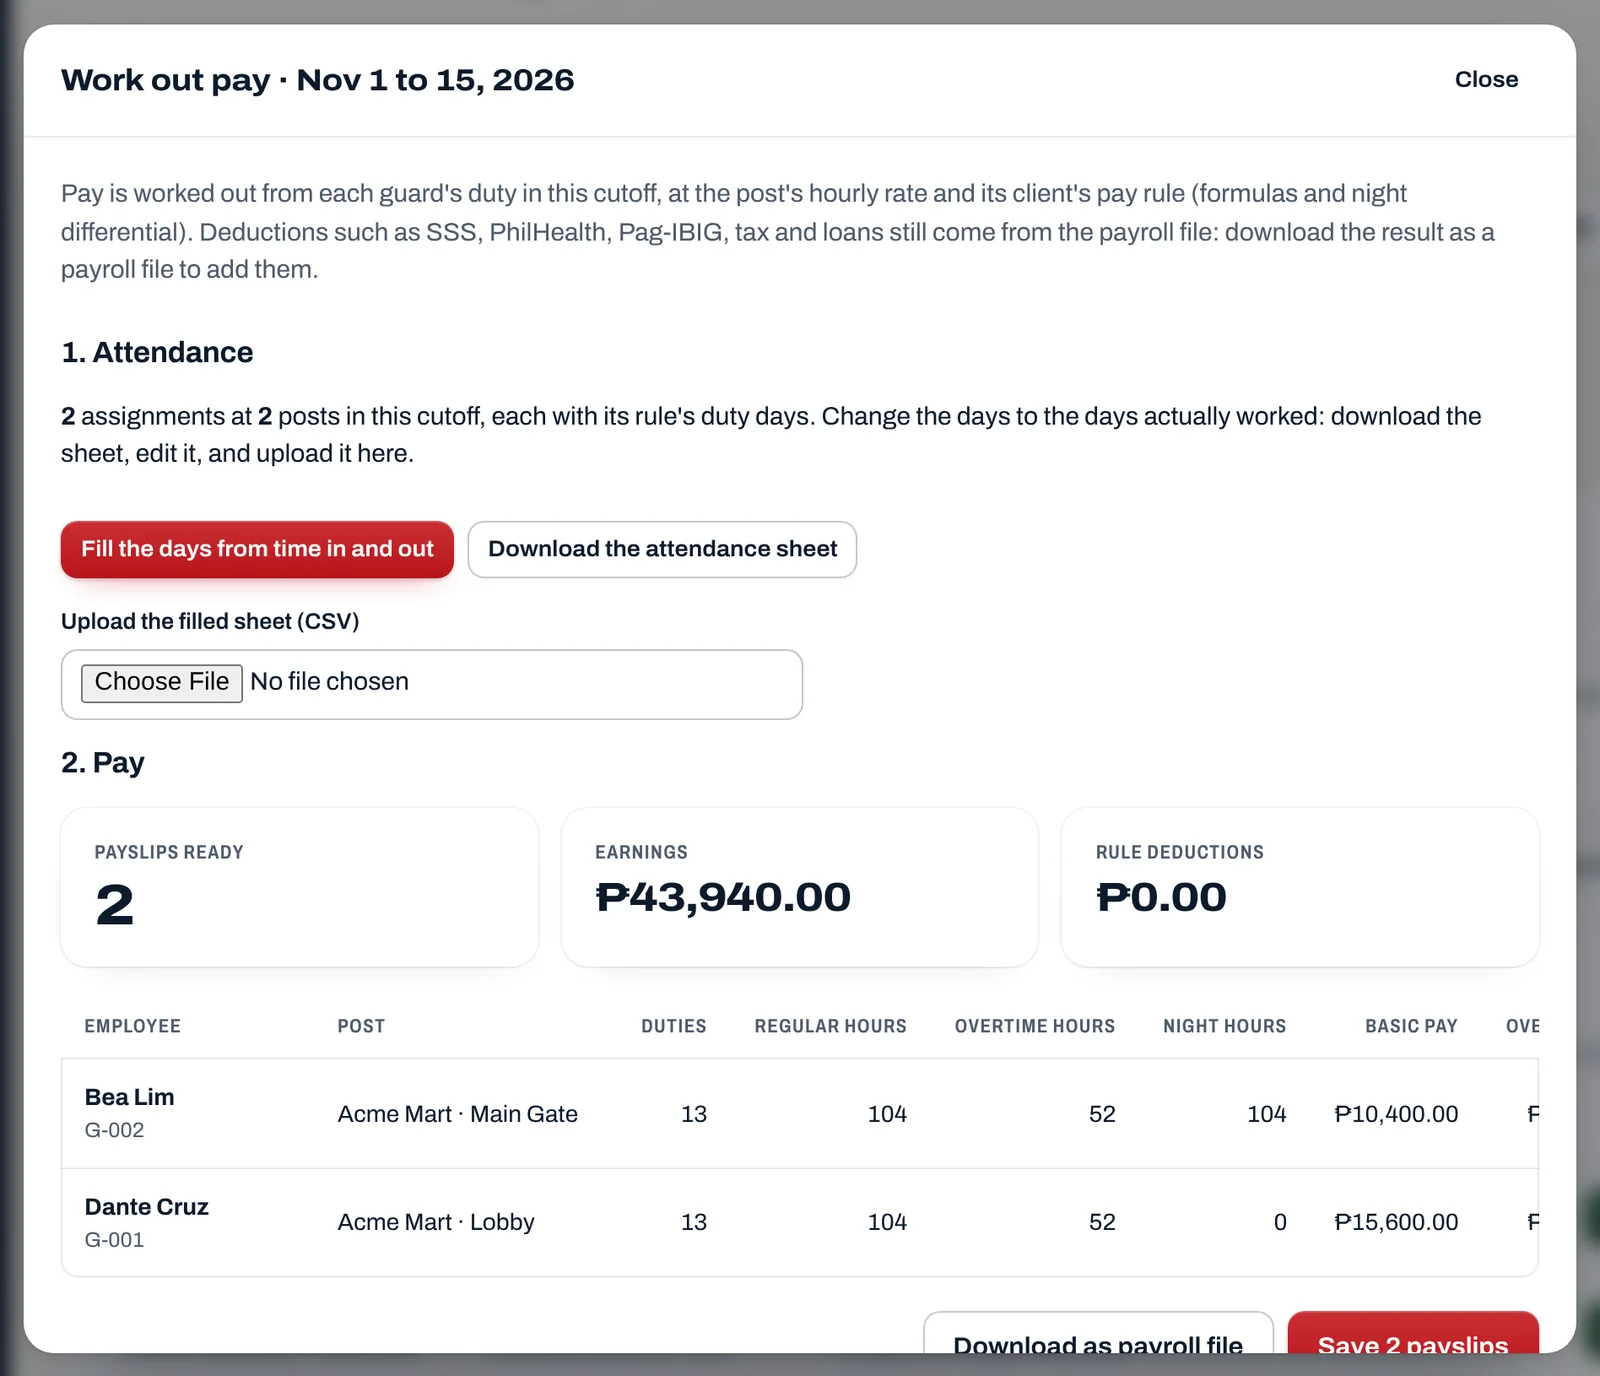 Work out pay · Nov 1 to 15, 2026
Close
Pay is worked out from each guard's duty in this cutoff, at the post's hourly rate and its client's pay rule (formulas and night
differential). Deductions such as SSS, PhilHealth, Pag-IBIG, tax and loans still come from the payroll file: download the result as a
payroll file to add them.
1. Attendance
2 assignments at 2 posts in this cutoff, each with its rule's duty days. Change the days to the days actually worked: download the
sheet, edit it, and upload it here.
Fill the days from time in and out
Download the attendance sheet
Upload the filled sheet (CSV)
Choose File No file chosen
2. Pay
PAYSLIPS READY
2
EARNINGS
₱43,940.00
RULE DEDUCTIONS
₱0.00
EMPLOYEE POST DUTIES REGULAR HOURS OVERTIME HOURS NIGHT HOURS BASIC PAY OVE
Bea Lim
G-002
Acme Mart · Main Gate 13 104 52 104 ₱10,400.00 ₱
Dante Cruz
G-001
Acme Mart · Lobby 13 104 52 0 ₱15,600.00 ₱
Download as payroll file
Save 2 payslips